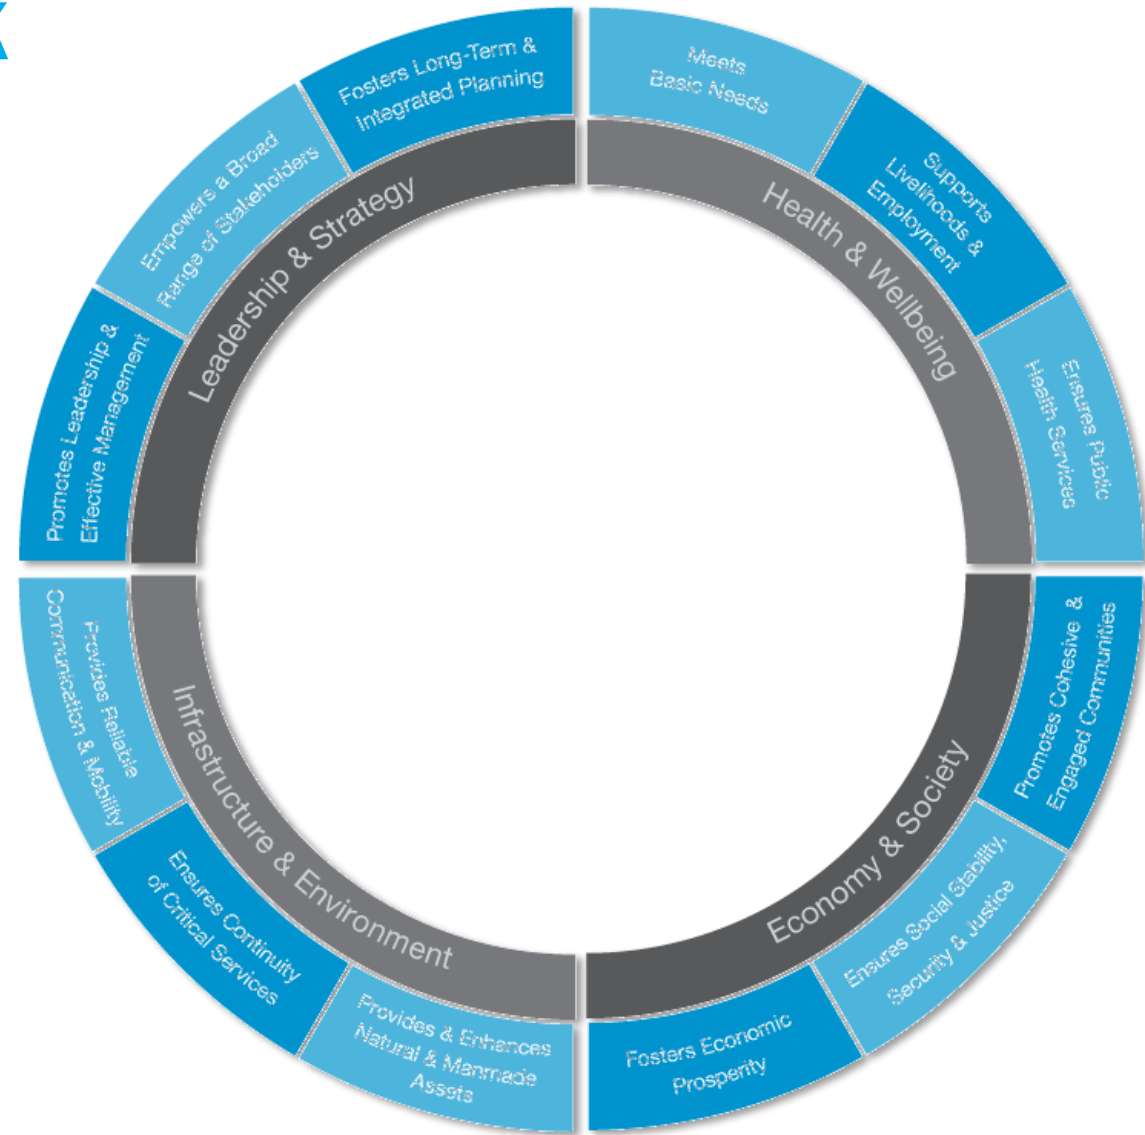 Meets
Basic Needs
Supports
Livelihoods &
Employment
Ensures Public
Health Services
Health & Wellbeing
Promotes Cohesive &
Engaged Communities
Ensures Social Stability,
Security & Justice
Fosters Economic
Prosperity
Economy & Society
Provides & Enhances
Natural & Manmade
Assets
Ensures Continuity
of Critical Services
Provides Reliable
Communication & Mobility
Infrastructure & Environment
Promotes Leadership &
Effective Management
Empowers a Broad
Range of Stakeholders
Fosters Long-Term &
Integrated Planning
Leadership & Strategy